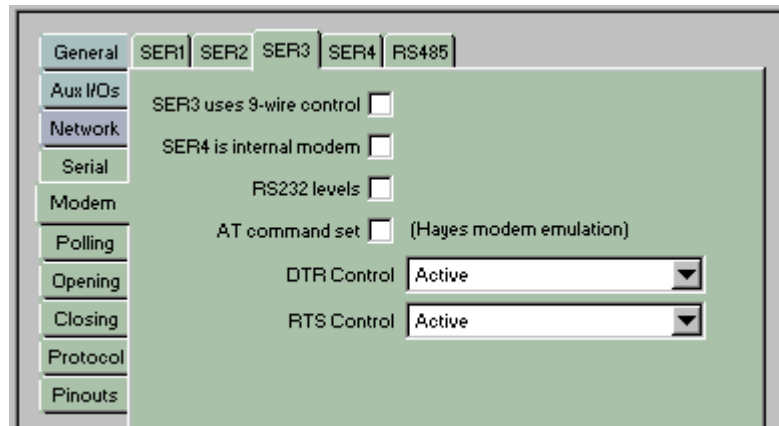 General SER1 SER2 SER3 SER4 RS485
Aux I/Os
SER3 uses 9-wire control
Network
SER4 is internal modem
Serial
RS232 levels
Modem
AT command set (Hayes modem emulation)
Polling
DTR Control Active
Opening
Closing
RTS Control Active
Protocol
Pinouts